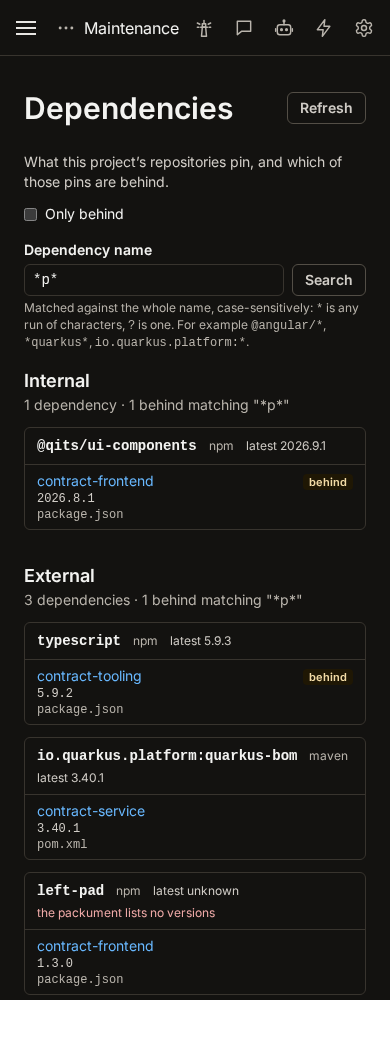 Maintenance
Dependencies
Refresh
What this project’s repositories pin, and which of
those pins are behind.
Only behind
Dependency name
*p*
Search
Matched against the whole name, case-sensitively: * is any
run of characters, ? is one. For example @angular/*,
*quarkus*, io.quarkus.platform:*.
Internal
1 dependency · 1 behind matching "*p*"
@qits/ui-components npm latest 2026.9.1
contract-frontend behind
2026.8.1
package.json
External
3 dependencies · 1 behind matching "*p*"
typescript npm latest 5.9.3
contract-tooling behind
5.9.2
package.json
io.quarkus.platform:quarkus-bom maven
latest 3.40.1
contract-service
3.40.1
pom.xml
left-pad npm latest unknown
the packument lists no versions
contract-frontend
1.3.0
package.json